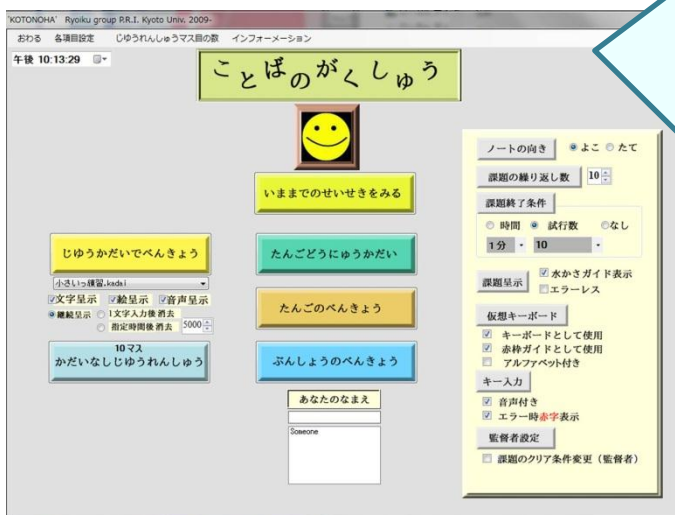 'KOTONOHA' Ryoiku group P.R.I. Kyoto Univ. 2009-
おわる 各項目設定 じゆうれんしゅうマス目の数 インフォーメーション
午後 10:13:29
ことばのがくしゅう
いままでのせいせきをみる
じゆうかだいでべんきょう
小さいっ練習.kadai
文字呈示 絵呈示 音声呈示
継続呈示 1文字入力後消去
指定時間後消去 5000
10マス
かだいなしじゆうれんしゅう
たんごどうにゅうかだい
たんごのべんきょう
ぶんしょうのべんきょう
あなたのなまえ
Someone
ノートの向き よこ たて
課題の繰り返し数 10
課題終了条件
時間 試行数 なし
1分 10
課題呈示 水かさガイド表示
エラーレス
仮想キーボード
キーボードとして使用
赤枠ガイドとして使用
アルファベット付き
キー入力
音声付き
エラー時赤字表示
監督者設定
課題のクリア条件変更（監督者）